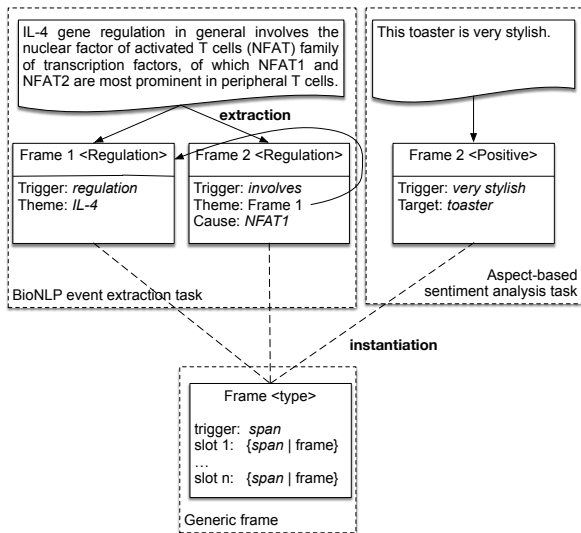 IL-4 gene regulation in general involves the
nuclear factor of activated T cells (NFAT) family
of transcription factors, of which NFAT1 and
NFAT2 are most prominent in peripheral T cells.
This toaster is very stylish.
extraction
Frame 1 <Regulation>
Trigger: regulation
Theme: IL-4
Frame 2 <Regulation>
Trigger: involves
Theme: Frame 1
Cause: NFAT1
Frame 2 <Positive>
Trigger: very stylish
Target: toaster
BioNLP event extraction task
Aspect-based
sentiment analysis task
instantiation
Frame <type>
trigger: span
slot 1: {span | frame}
...
slot n: {span | frame}
Generic frame